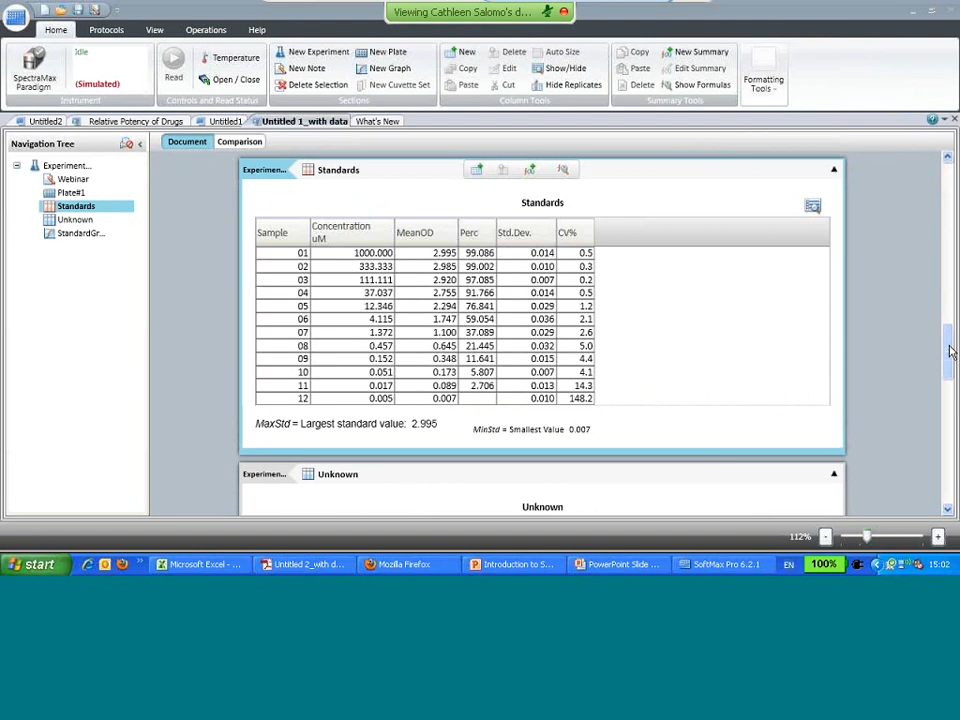 Viewing Cathleen Salomo's d...
Home Protocols View Operations Help
SpectraMax
Paradigm
Idle
(Simulated)
Instrument
Read
Temperature
Open / Close
Controls and Read Status
New Experiment New Plate
New Note New Graph
Delete Selection New Cuvette Set
Sections
New Delete Auto Size
Copy Edit Show/Hide
Paste Cut Hide Replicates
Column Tools
Copy New Summary
Paste Edit Summary
Delete Show Formulas
Summary Tools
Formatting
Tools
Untitled2 Relative Potency of Drugs Untitled1 Untitled 1_with data What's New
Navigation Tree
Experiment...
Webinar
Plate#1
Standards
Unknown
StandardGr...
Document Comparison
Experimen... Standards
Standards
Sample Concentration uM MeanOD Perc Std.Dev. CV%
01 1000.000 2.995 99.086 0.014 0.5
02 333.333 2.985 99.002 0.010 0.3
03 111.111 2.920 97.085 0.007 0.2
04 37.037 2.755 91.766 0.014 0.5
05 12.346 2.294 76.841 0.029 1.2
06 4.115 1.747 59.054 0.036 2.1
07 1.372 1.100 37.089 0.029 2.6
08 0.457 0.645 21.445 0.032 5.0
09 0.152 0.348 11.641 0.015 4.4
10 0.051 0.173 5.807 0.007 4.1
11 0.017 0.089 2.706 0.013 14.3
12 0.005 0.007 0.010 148.2
MaxStd = Largest standard value: 2.995
MinStd = Smallest Value 0.007
Experimen... Unknown
Unknown
112%
start
Microsoft Excel - ...
Untitled 2_with d...
Mozilla Firefox
Introduction to S...
PowerPoint Slide ...
SoftMax Pro 6.2.1
EN
100%
15:02